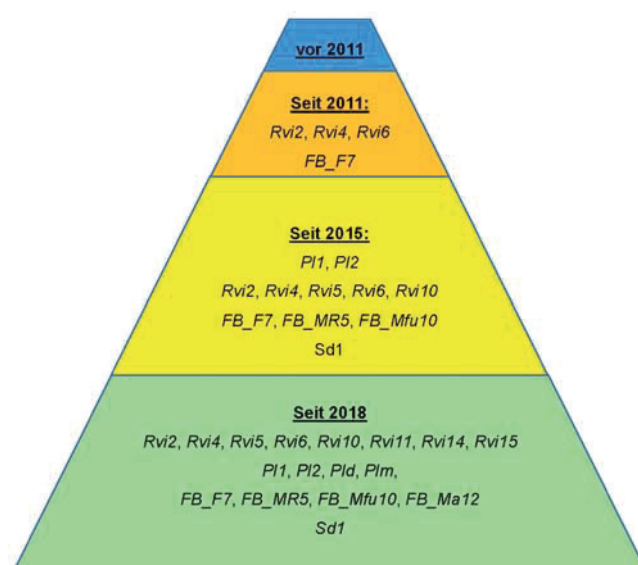 vor 2011
Seit 2011:
Rvi2, Rvi4, Rvi6
FB_F7
Seit 2015:
Pl1, Pl2
Rvi2, Rvi4, Rvi5, Rvi6, Rvi10
FB_F7, FB_MR5, FB_Mfu10
Sd1
Seit 2018
Rvi2, Rvi4, Rvi5, Rvi6, Rvi10, Rvi11, Rvi14, Rvi15
Pl1, Pl2, Pld, Plm,
FB_F7, FB_MR5, FB_Mfu10, FB_Ma12
Sd1